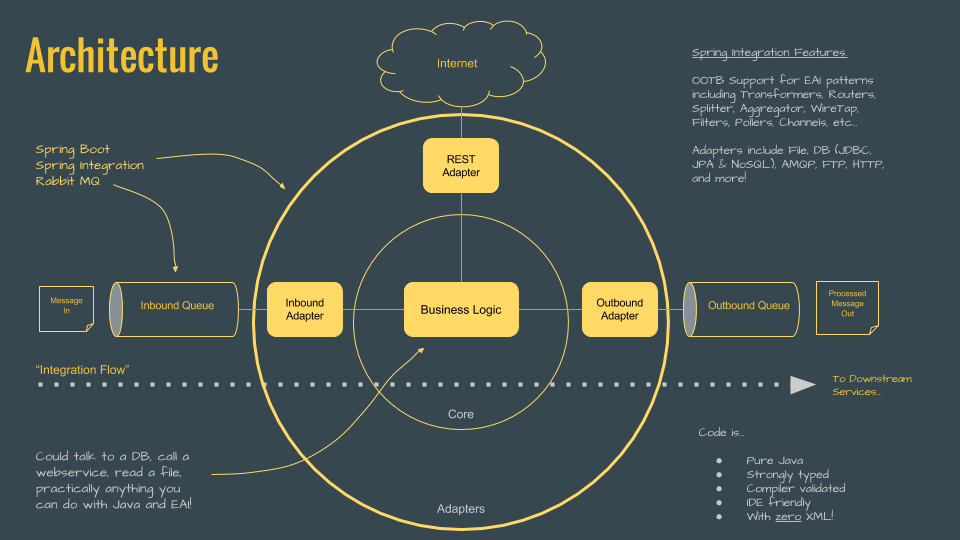 Architecture
Internet
Spring Integration Features:
OOTB Support for EAI patterns
including Transformers, Routers,
Splitter, Aggregator, WireTap,
Filters, Pollers, Channels, etc...
Adapters include File, DB (JDBC,
JPA & NoSQL), AMQP, FTP, HTTP,
and more!
Spring Boot
Spring Integration
Rabbit MQ
REST
Adapter
Message
In
Inbound Queue
Inbound
Adapter
Business Logic
Outbound
Adapter
Outbound Queue
Processed
Message
Out
“Integration Flow”
To Downstream
Services...
Core
Could talk to a DB, call a
webservice, read a file,
practically anything you
can do with Java and EAI!
Adapters
Code is...
● Pure Java
● Strongly typed
● Compiler validated
● IDE friendly
● With zero XML!